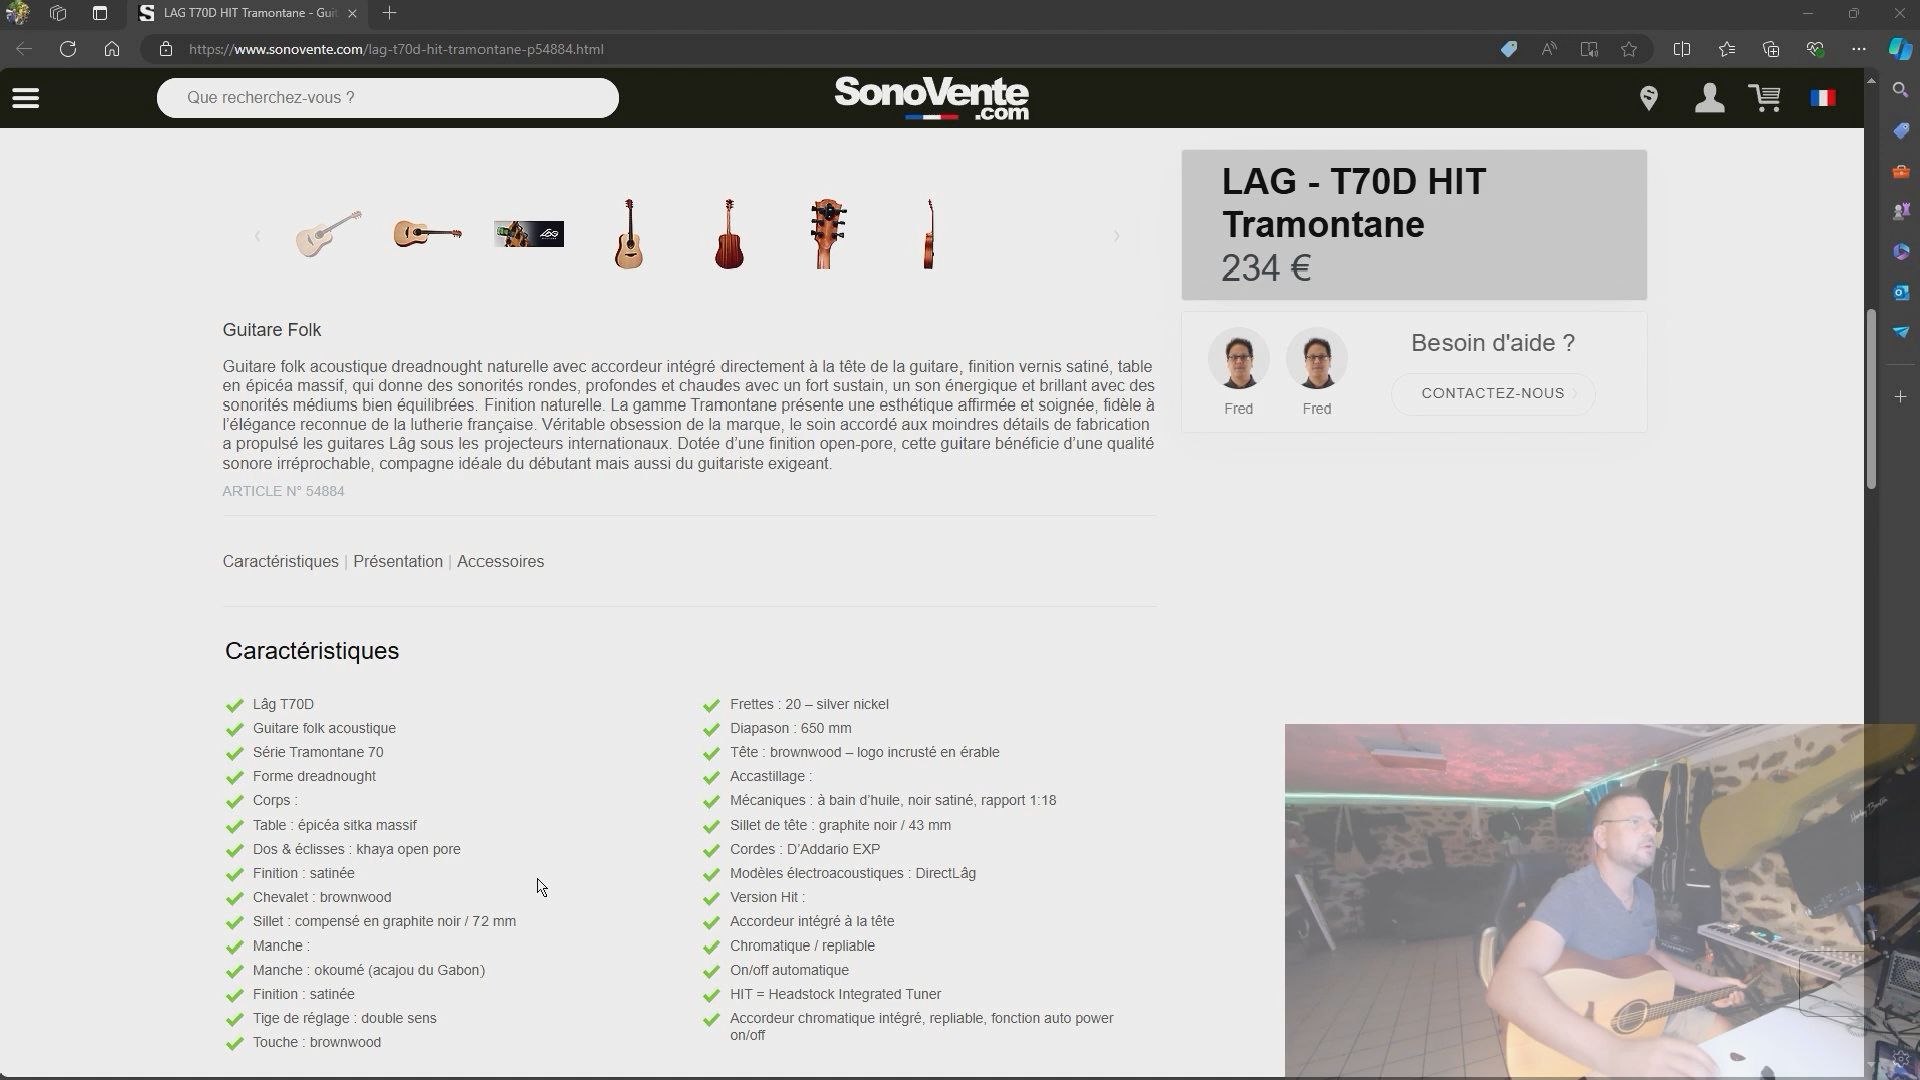 LAG T70D HIT Tramontane - Gui
https://www.sonovente.com/lag-t70d-hit-tramontane-p54884.html
Que recherchez-vous ?
SonoVente
.com
LAG - T70D HIT
Tramontane
234 €
Besoin d'aide ?
CONTACTEZ-NOUS
Fred
Fred
Guitare Folk
Guitare folk acoustique dreadnought naturelle avec accordeur intégré directement à la tête de la guitare, finition vernis satiné, table
en épicéa massif, qui donne des sonorités rondes, profondes et chaudes avec un fort sustain, un son énergique et brillant avec des
sonorités médiums bien équilibrées. Finition naturelle. La gamme Tramontane présente une esthétique affirmée et soignée, fidèle à
l'élégance reconnue de la lutherie française. Véritable obsession de la marque, le soin accordé aux moindres détails de fabrication
a propulsé les guitares Lâg sous les projecteurs internationaux. Dotée d'une finition open-pore, cette guitare bénéficie d'une qualité
sonore irréprochable, compagne idéale du débutant mais aussi du guitariste exigeant.
ARTICLE N° 54884
Caractéristiques | Présentation | Accessoires
Caractéristiques
Lâg T70D
Guitare folk acoustique
Série Tramontane 70
Forme dreadnought
Corps :
Table : épicéa sitka massif
Dos & éclisses : khaya open pore
Finition : satinée
Chevalet : brownwood
Sillet : compensé en graphite noir / 72 mm
Manche :
Manche : okoumé (acajou du Gabon)
Finition : satinée
Tige de réglage : double sens
Touche : brownwood
Frettes : 20 – silver nickel
Diapason : 650 mm
Tête : brownwood – logo incrusté en érable
Accastillage :
Mécaniques : à bain d'huile, noir satiné, rapport 1:18
Sillet de tête : graphite noir / 43 mm
Cordes : D'Addario EXP
Modèles électroacoustiques : DirectLâg
Version Hit :
Accordeur intégré à la tête
Chromatique / repliable
On/off automatique
HIT = Headstock Integrated Tuner
Accordeur chromatique intégré, repliable, fonction auto power
on/off